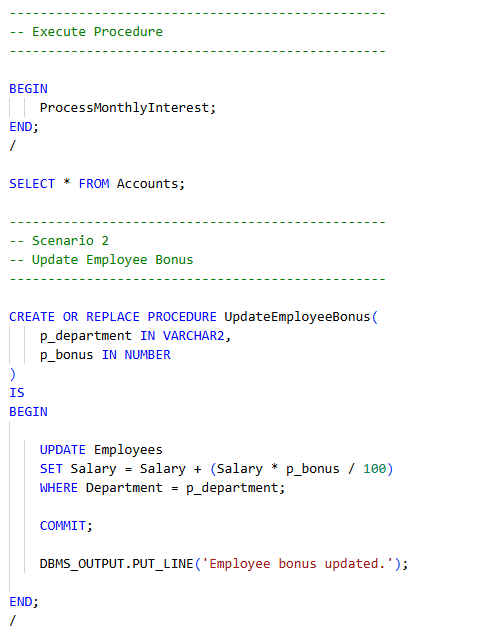 -------------------------------------------------
-- Execute Procedure
-------------------------------------------------
BEGIN
ProcessMonthlyInterest;
END;
/
SELECT * FROM Accounts;
-------------------------------------------------
-- Scenario 2
-- Update Employee Bonus
-------------------------------------------------
CREATE OR REPLACE PROCEDURE UpdateEmployeeBonus(
p_department IN VARCHAR2,
p_bonus IN NUMBER
)
IS
BEGIN
UPDATE Employees
SET Salary = Salary + (Salary * p_bonus / 100)
WHERE Department = p_department;
COMMIT;
DBMS_OUTPUT.PUT_LINE('Employee bonus updated.');
END;
/